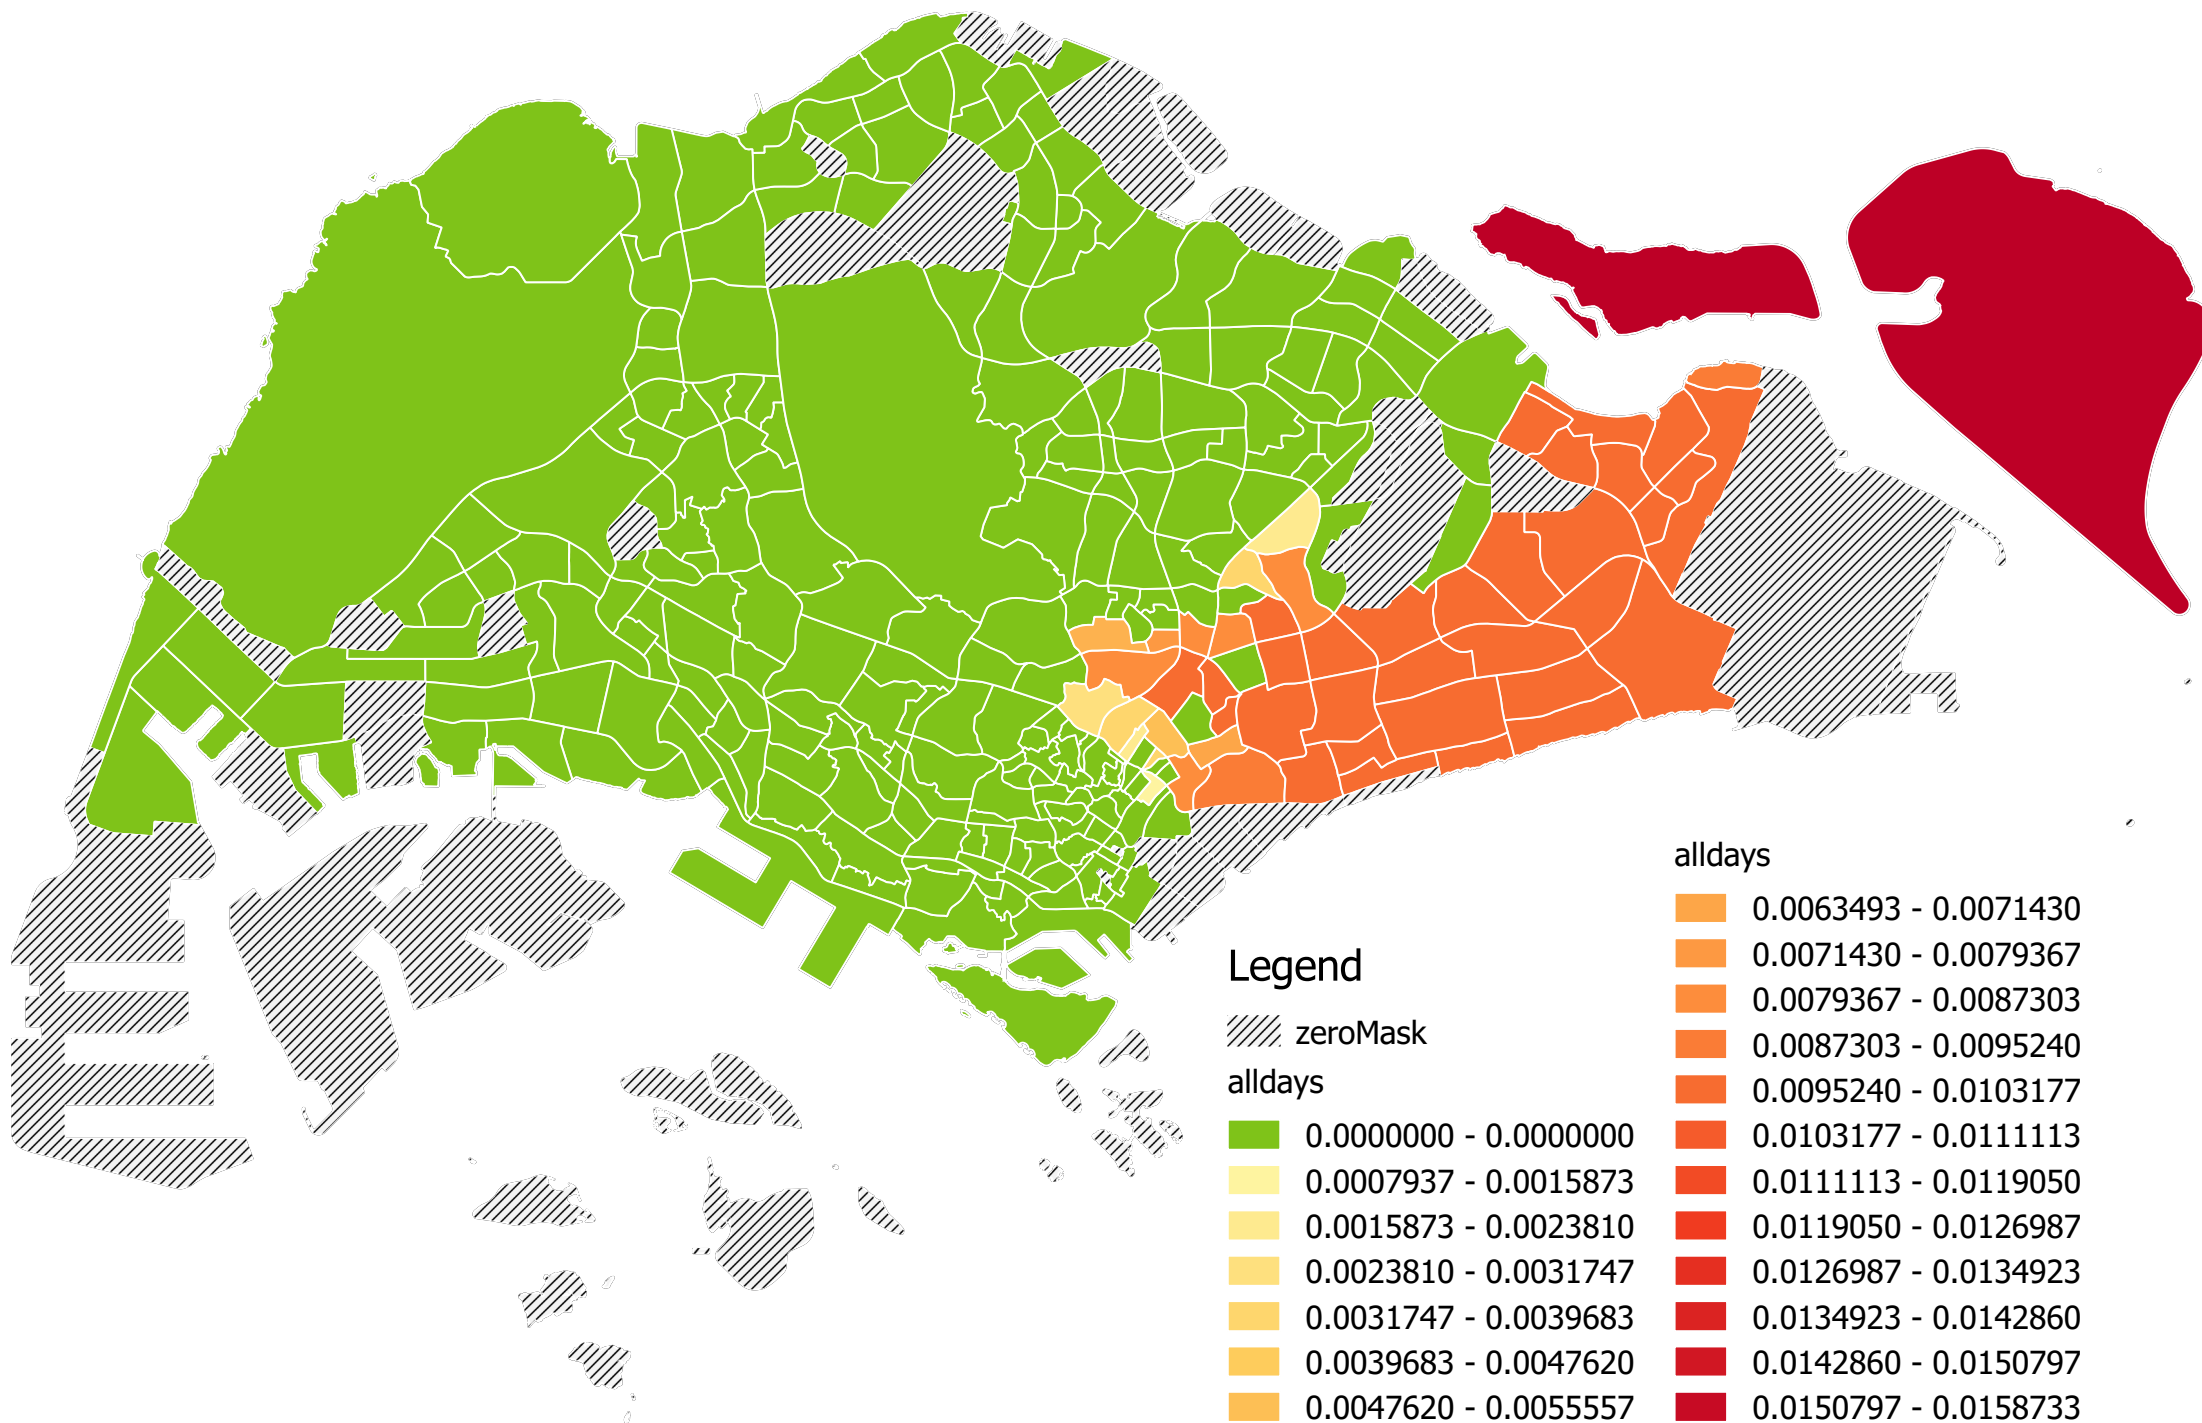 Legend
zeroMask
alldays
0.0000000 - 0.0000000
0.0007937 - 0.0015873
0.0015873 - 0.0023810
0.0023810 - 0.0031747
0.0031747 - 0.0039683
0.0039683 - 0.0047620
0.0047620 - 0.0055557
alldays
0.0063493 - 0.0071430
0.0071430 - 0.0079367
0.0079367 - 0.0087303
0.0087303 - 0.0095240
0.0095240 - 0.0103177
0.0103177 - 0.0111113
0.0111113 - 0.0119050
0.0119050 - 0.0126987
0.0126987 - 0.0134923
0.0134923 - 0.0142860
0.0142860 - 0.0150797
0.0150797 - 0.0158733